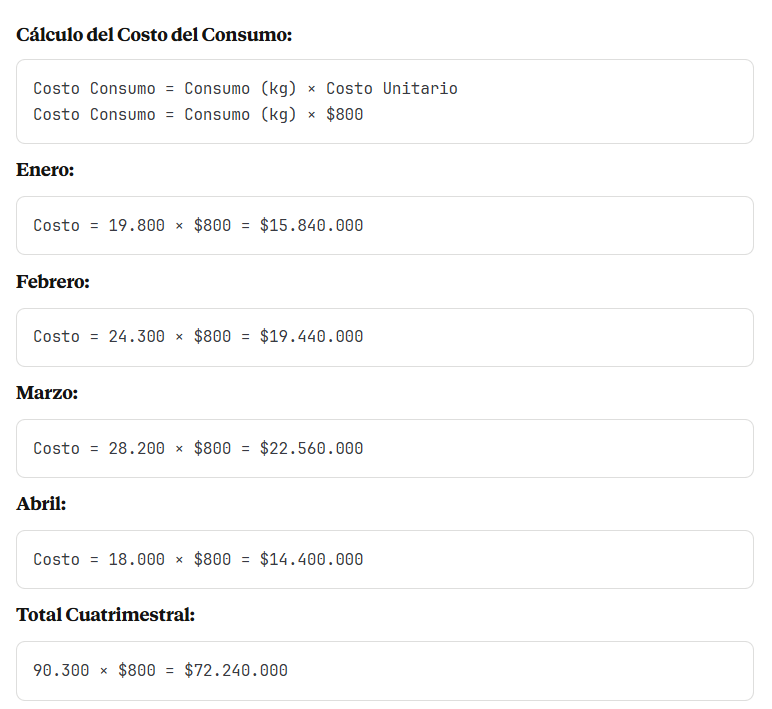 Cálculo del Costo del Consumo:
Costo Consumo = Consumo (kg) × Costo Unitario
Costo Consumo = Consumo (kg) × $800
Enero:
Costo = 19.800 × $800 = $15.840.000
Febrero:
Costo = 24.300 × $800 = $19.440.000
Marzo:
Costo = 28.200 × $800 = $22.560.000
Abril:
Costo = 18.000 × $800 = $14.400.000
Total Cuatrimestral:
90.300 × $800 = $72.240.000